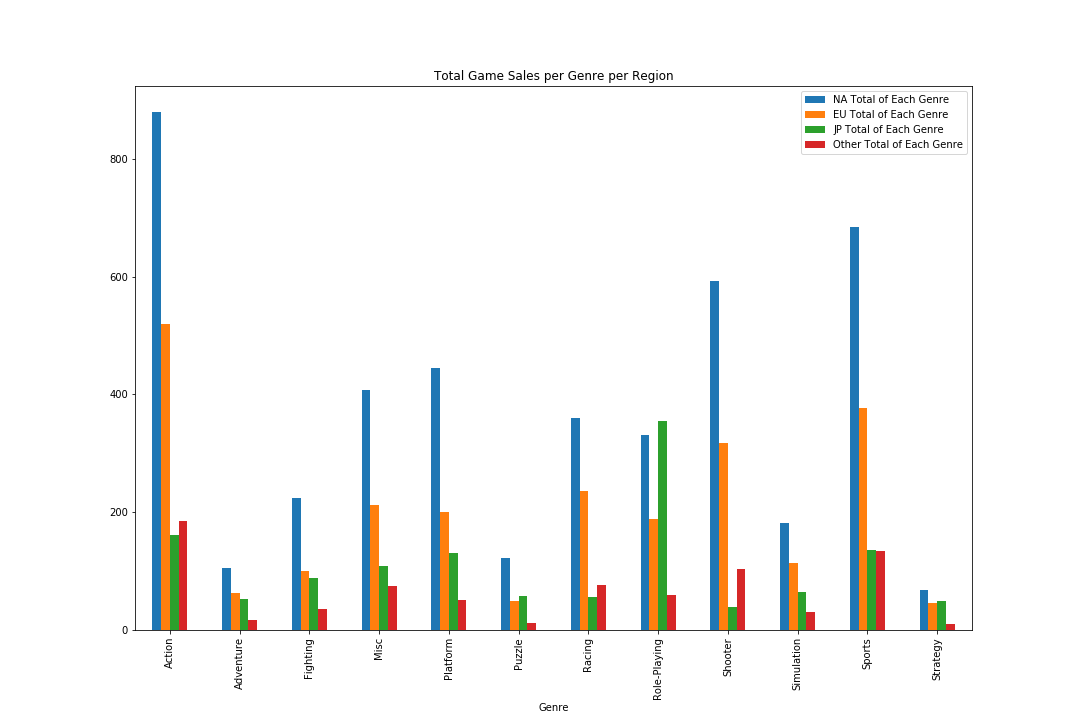 Total Game Sales per Genre per Region
NA Total of Each Genre
EU Total of Each Genre
JP Total of Each Genre
Other Total of Each Genre
800
600
400
200
0
Action
Adventure
Fighting
Misc
Platform
Puzzle
Racing
Role-Playing
Shooter
Simulation
Sports
Strategy
Genre